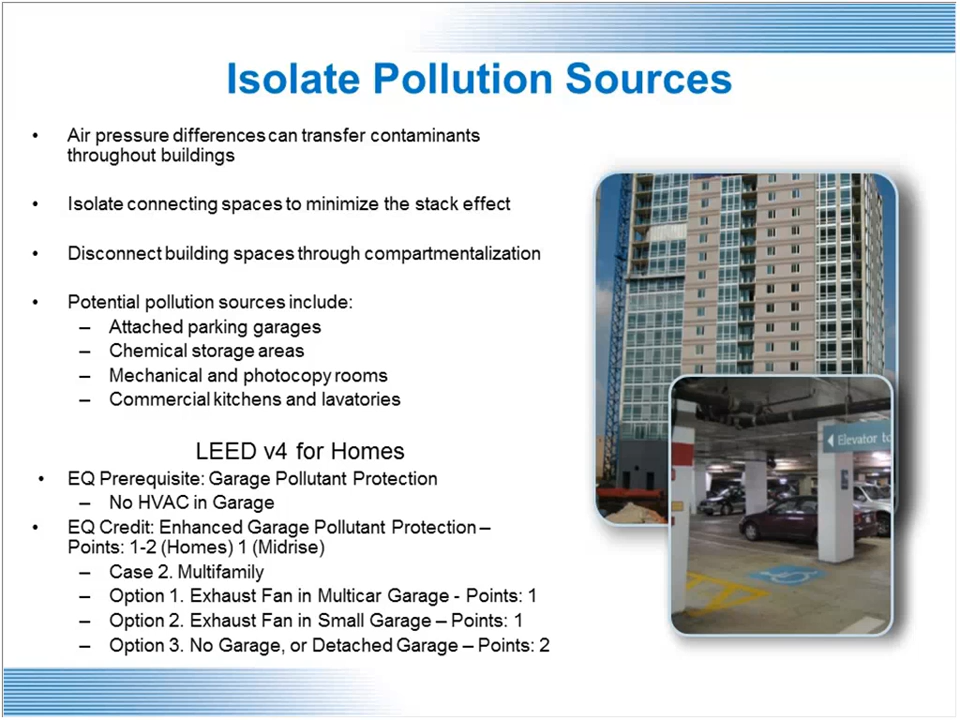 Isolate Pollution Sources
• Air pressure differences can transfer contaminants
throughout buildings
• Isolate connecting spaces to minimize the stack effect
• Disconnect building spaces through compartmentalization
• Potential pollution sources include:
– Attached parking garages
– Chemical storage areas
– Mechanical and photocopy rooms
– Commercial kitchens and lavatories
LEED v4 for Homes
• EQ Prerequisite: Garage Pollutant Protection
– No HVAC in Garage
• EQ Credit: Enhanced Garage Pollutant Protection –
Points: 1-2 (Homes) 1 (Midrise)
– Case 2. Multifamily
– Option 1. Exhaust Fan in Multicar Garage - Points: 1
– Option 2. Exhaust Fan in Small Garage – Points: 1
– Option 3. No Garage, or Detached Garage – Points: 2
Elevator to